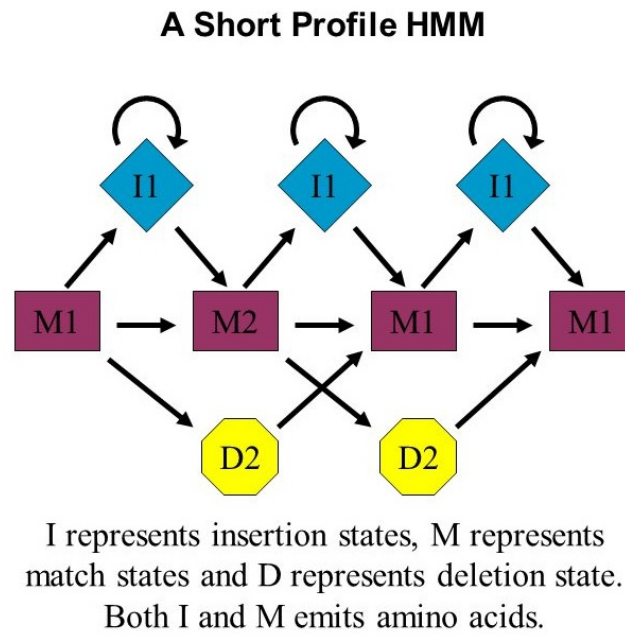 A Short Profile HMM
I1 I1 I1
M1 M2 M1 M1
D2 D2
I represents insertion states, M represents
match states and D represents deletion state.
Both I and M emits amino acids.